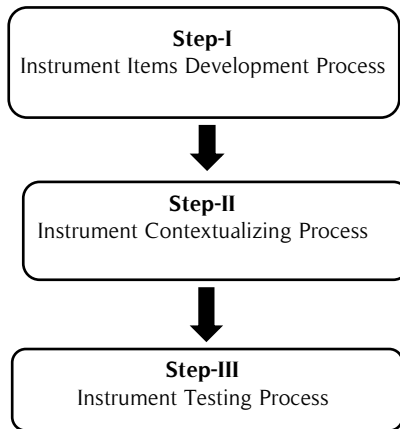 Step-I
Instrument Items Development Process
Step-II
Instrument Contextualizing Process
Step-III
Instrument Testing Process